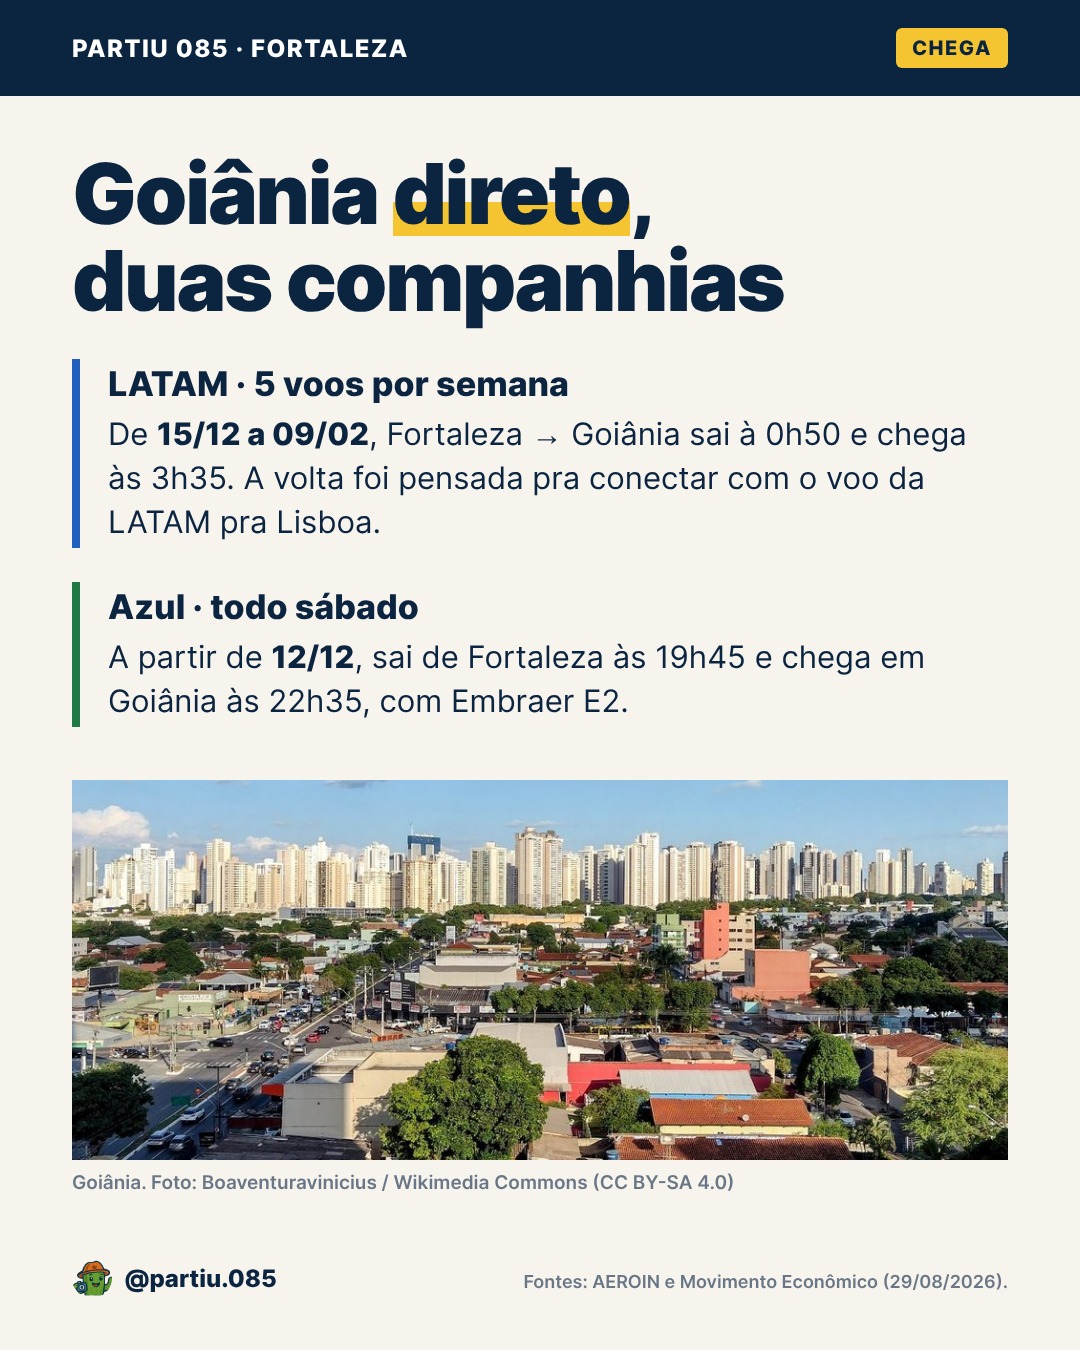 PARTIU 085 · FORTALEZA
CHEGA
Goiânia direto,
duas companhias
LATAM · 5 voos por semana
De 15/12 a 09/02, Fortaleza → Goiânia sai à 0h50 e chega
às 3h35. A volta foi pensada pra conectar com o voo da
LATAM pra Lisboa.
Azul · todo sábado
A partir de 12/12, sai de Fortaleza às 19h45 e chega em
Goiânia às 22h35, com Embraer E2.
Goiânia. Foto: Boaventuravinicius / Wikimedia Commons (CC BY-SA 4.0)
@partiu.085
Fontes: AEROIN e Movimento Econômico (29/08/2026).